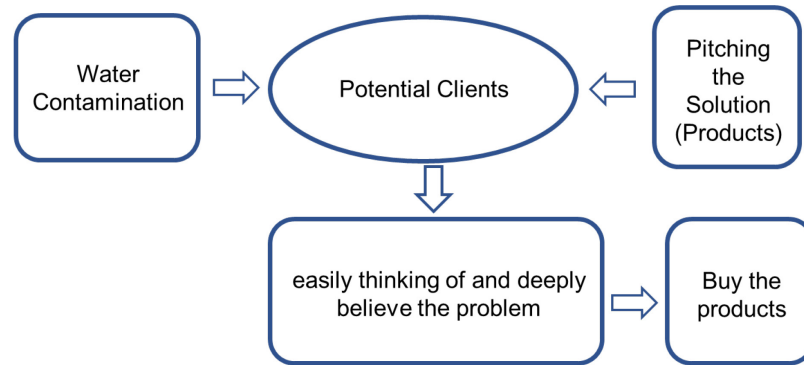 Water
Contamination
Potential Clients
Pitching
the
Solution
(Products)
easily thinking of and deeply
believe the problem
Buy the
products